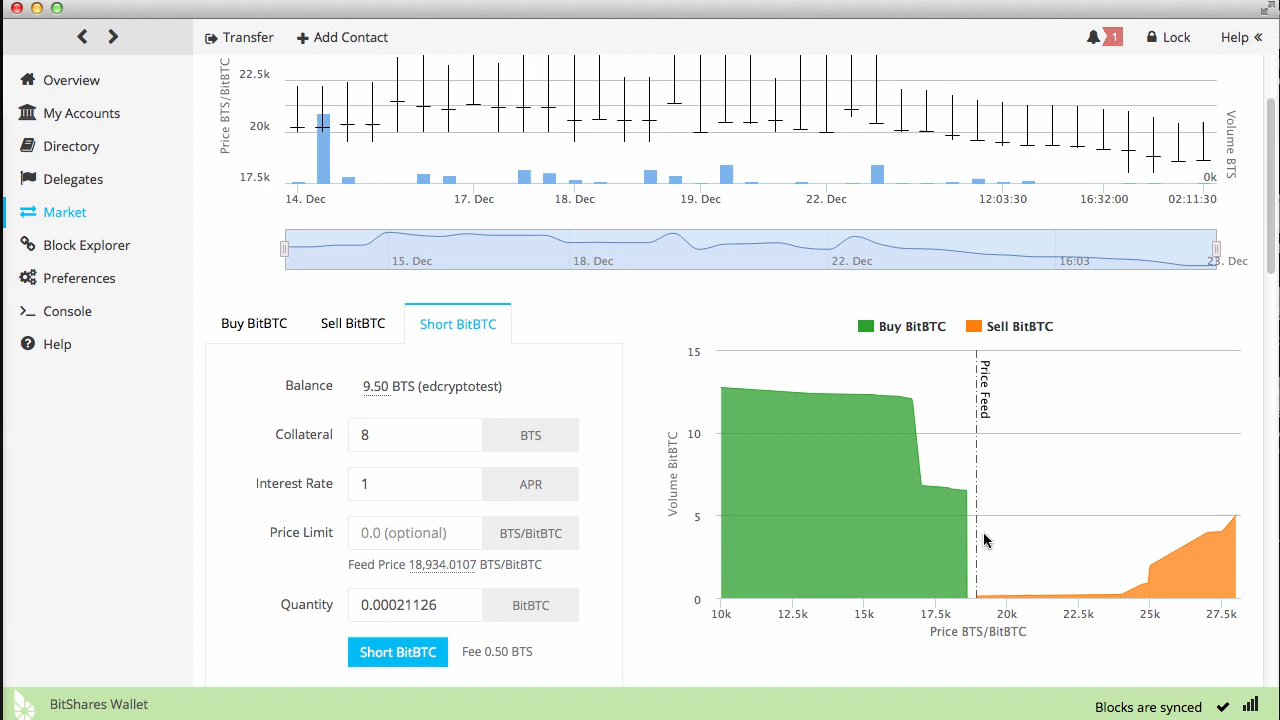 Transfer
Add Contact
1
Lock
Help
Overview
My Accounts
Directory
Delegates
Market
Block Explorer
Preferences
Console
Help
Price BTS/BitBTC
22.5k
20k
17.5k
Volume BTS
0k
14. Dec
17. Dec
18. Dec
19. Dec
22. Dec
12:03:30
16:32:00
02:11:30
15. Dec
18. Dec
22. Dec
16:03
23. Dec
Buy BitBTC
Sell BitBTC
Short BitBTC
Balance
9.50 BTS (edcryptotest)
Collateral
8
BTS
Interest Rate
1
APR
Price Limit
0.0 (optional)
BTS/BitBTC
Feed Price 18,934.0107 BTS/BitBTC
Quantity
0.00021126
BitBTC
Short BitBTC
Fee 0.50 BTS
Buy BitBTC
Sell BitBTC
Volume BitBTC
15
10
5
0
Price Feed
10k
12.5k
15k
17.5k
20k
22.5k
25k
27.5k
Price BTS/BitBTC
BitShares Wallet
Blocks are synced